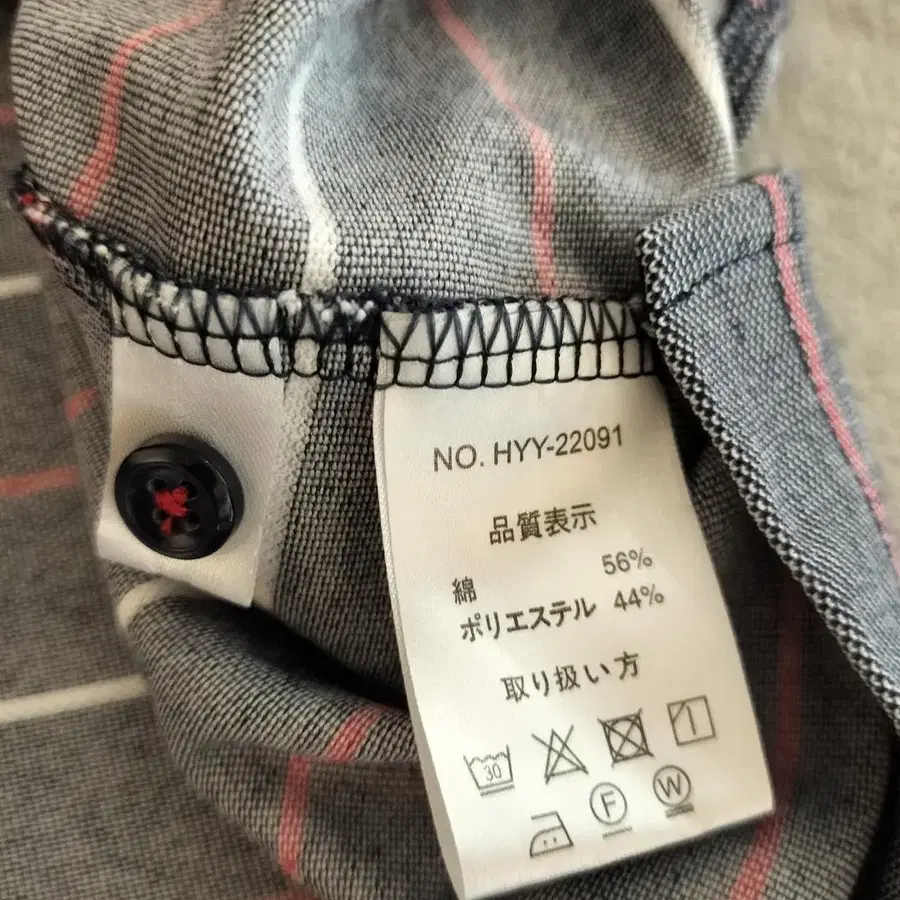 NO. HYY-22091
品質表示
綿 56%
ポリエステル 44%
取り扱い方
30
F W